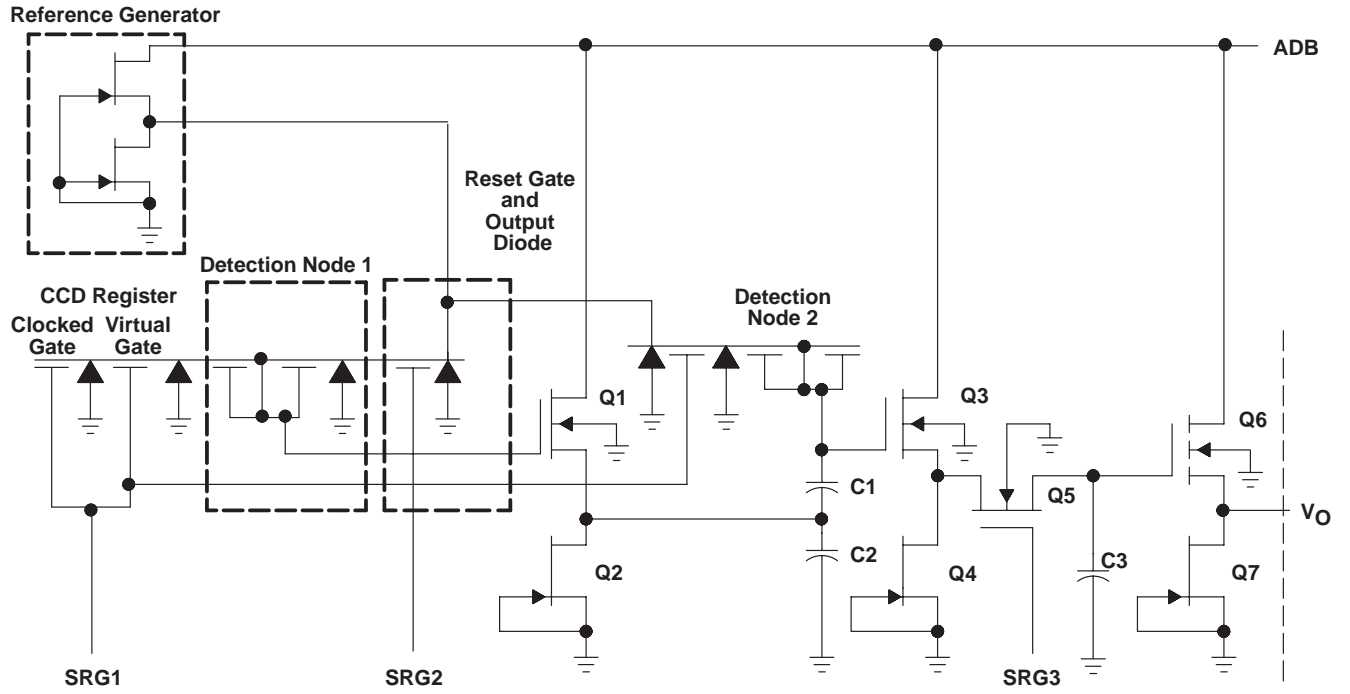 Reference Generator
ADB
Reset Gate
and
Output
Diode
Detection Node 1
CCD Register
Clocked
Gate
Virtual
Gate
Detection
Node 2
Q1
Q3
Q6
C1
Q5
VO
C2
C3
Q2
Q4
Q7
SRG1
SRG2
SRG3